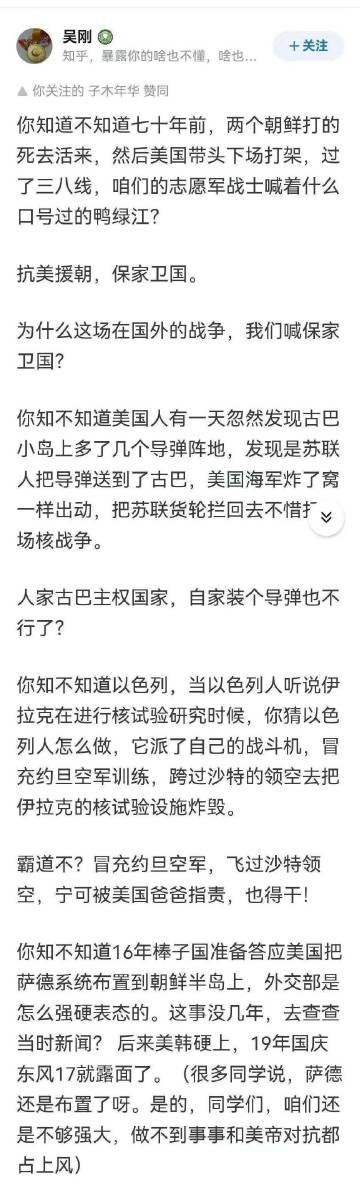 吴刚
知乎，暴露你的啥也不懂，啥也...
+关注
你关注的 子木年华 赞同
你知道不知道七十年前，两个朝鲜打的
死去活来，然后美国带头下场打架，过
了三八线，咱们的志愿军战士喊着什么
口号过的鸭绿江？
抗美援朝，保家卫国。
为什么这场在国外的战争，我们喊保家
卫国？
你知不知道美国人有一天忽然发现古巴
小岛上多了几个导弹阵地，发现是苏联
人把导弹送到了古巴，美国海军炸了窝
一样出动，把苏联货轮拦回去不惜打
场核战争。
人家古巴主权国家，自家装个导弹也不
行了？
你知不知道以色列，当以色列人听说伊
拉克在进行核试验研究时候，你猜以色
列人怎么做，它派了自己的战斗机，冒
充约旦空军训练，跨过沙特的领空去把
伊拉克的核试验设施炸毁。
霸道不？冒充约旦空军，飞过沙特领
空，宁可被美国爸爸指责，也得干！
你知不知道16年棒子国准备答应美国把
萨德系统布置到朝鲜半岛上，外交部是
怎么强硬表态的。这事没几年，去查查
当时新闻？ 后来美韩硬上，19年国庆
东风17就露面了。（很多同学说，萨德
还是布置了呀。是的，同学们，咱们还
是不够强大，做不到事事和美帝对抗都
占上风）